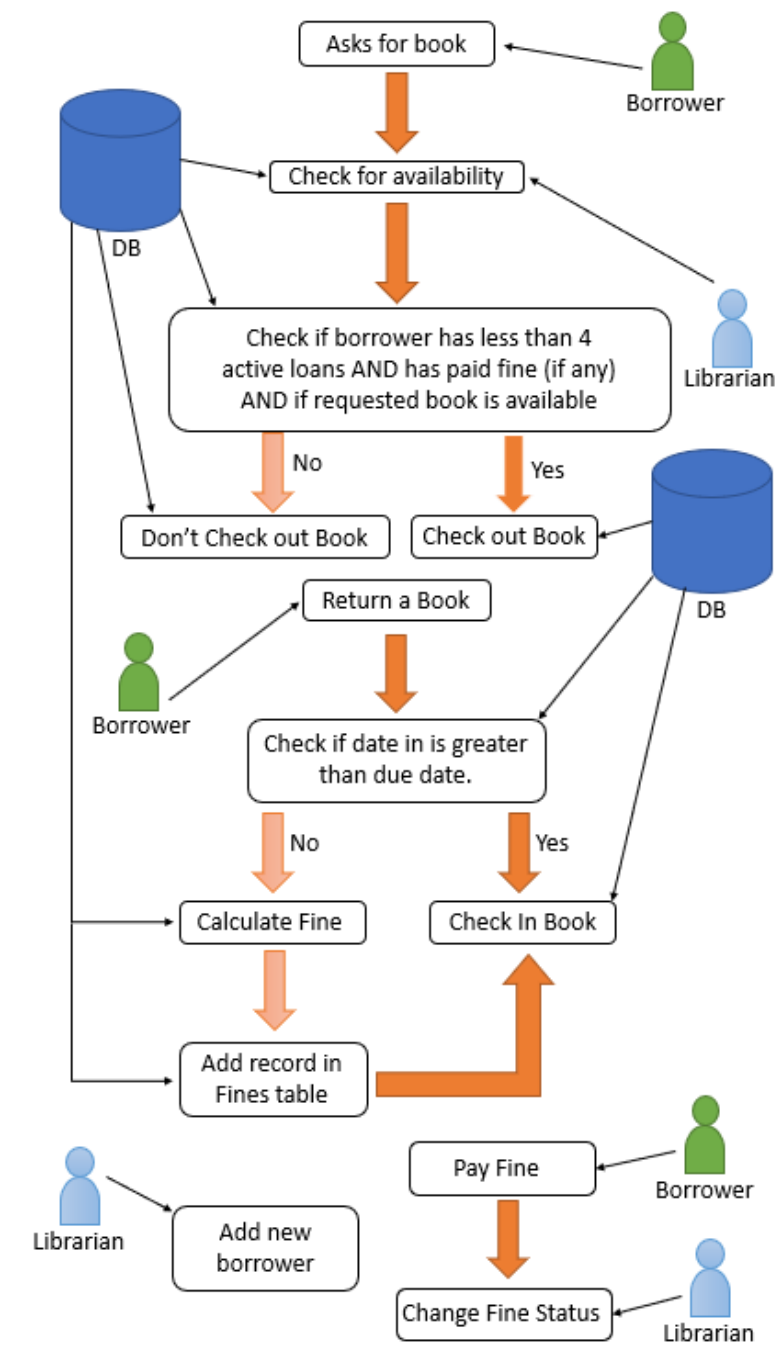 Asks for book
Borrower
Check for availability
DB
Librarian
Check if borrower has less than 4
active loans AND has paid fine (if any)
AND if requested book is available
No
Yes
Don't Check out Book
Check out Book
DB
Return a Book
Borrower
Check if date in is greater
than due date.
No
Yes
Calculate Fine
Check In Book
Add record in
Fines table
Pay Fine
Borrower
Librarian
Add new
borrower
Change Fine Status
Librarian